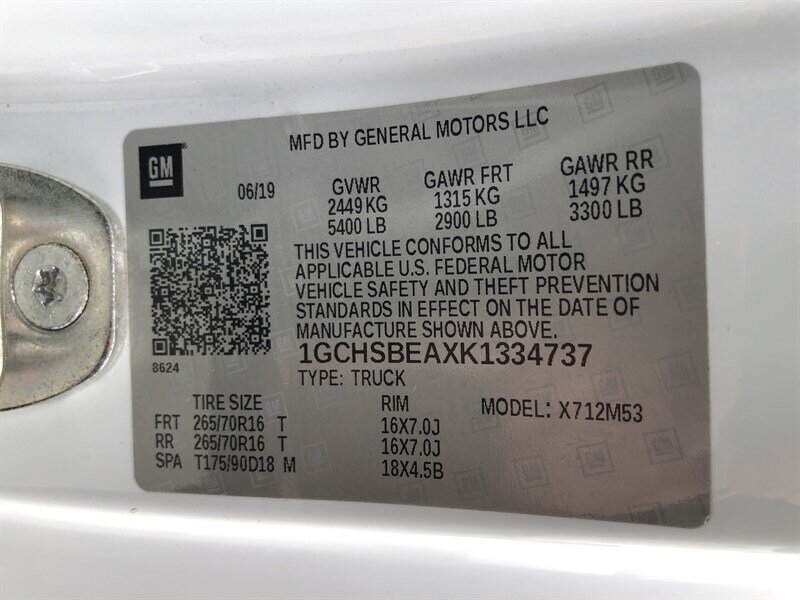 MFD BY GENERAL MOTORS LLC
GM
06/19 GVWR GAWR FRT GAWR RR
2449 KG 1315 KG 1497 KG
5400 LB 2900 LB 3300 LB
THIS VEHICLE CONFORMS TO ALL
APPLICABLE U.S. FEDERAL MOTOR
VEHICLE SAFETY AND THEFT PREVENTION
STANDARDS IN EFFECT ON THE DATE OF
MANUFACTURE SHOWN ABOVE.
8624
1GCHSBEAXK1334737
TYPE: TRUCK
TIRE SIZE RIM MODEL: X712M53
FRT 265/70R16 T 16X7.0J
RR 265/70R16 T 16X7.0J
SPA T175/90D18 M 18X4.5B